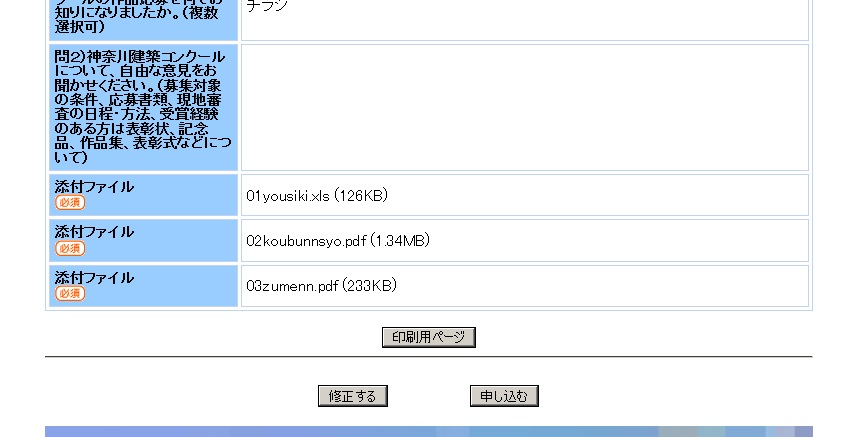 チラシ
知りになりましたか。(複数
選択可)
問2)神奈川建築コンクール
について、自由な意見をお
聞かせください。(募集対象
の条件、応募書類、現地審
査の日程・方法、受賞経験
のある方は表彰状、記念
品、作品集、表彰式などにつ
いて)
添付ファイル
必須
01yousiki.xls (126KB)
添付ファイル
必須
02koubunnsyo.pdf (1.34MB)
添付ファイル
必須
03zumenn.pdf (233KB)
印刷用ページ
修正する
申し込む